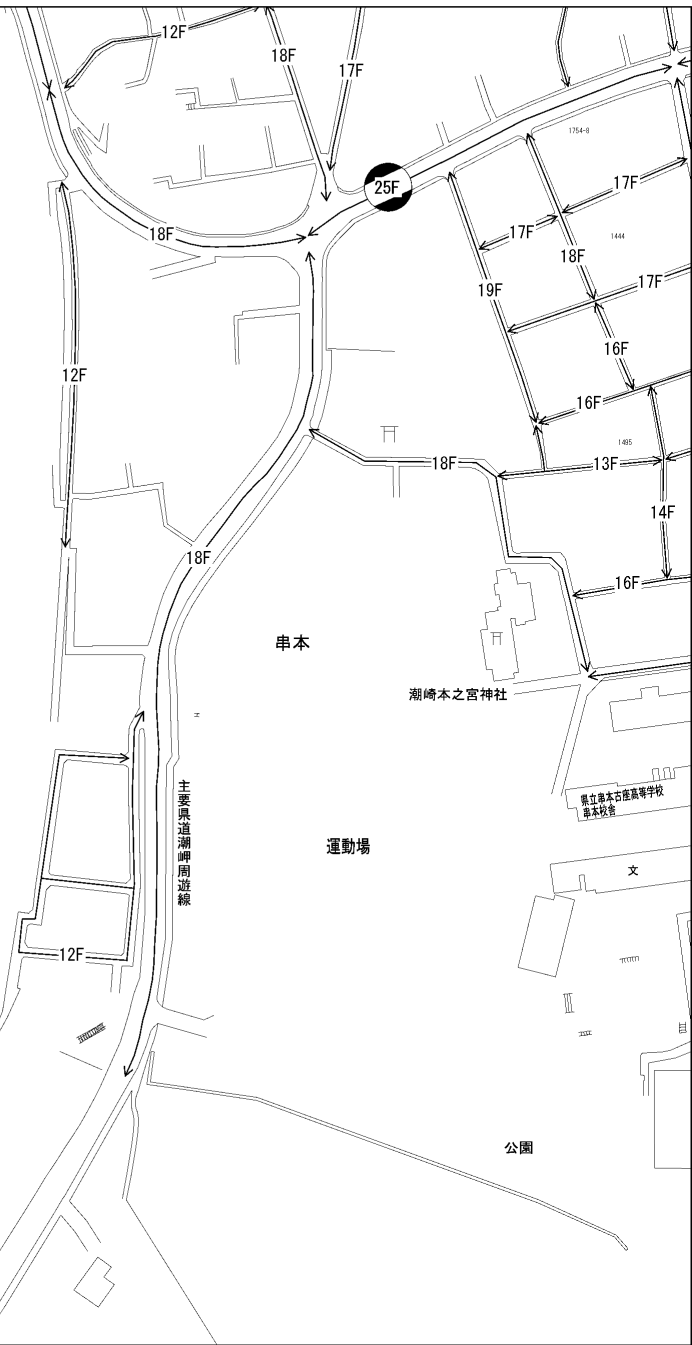 12F
18F
17F
1754-8
25F
17F
18F
17F
1444
18F
19F
17F
16F
12F
16F
1495
18F
13F
14F
18F
16F
串本
潮崎本之宮神社
主要県道潮岬周遊線
県立串本古座高等学校
串本校舎
運動場
文
12F
公園